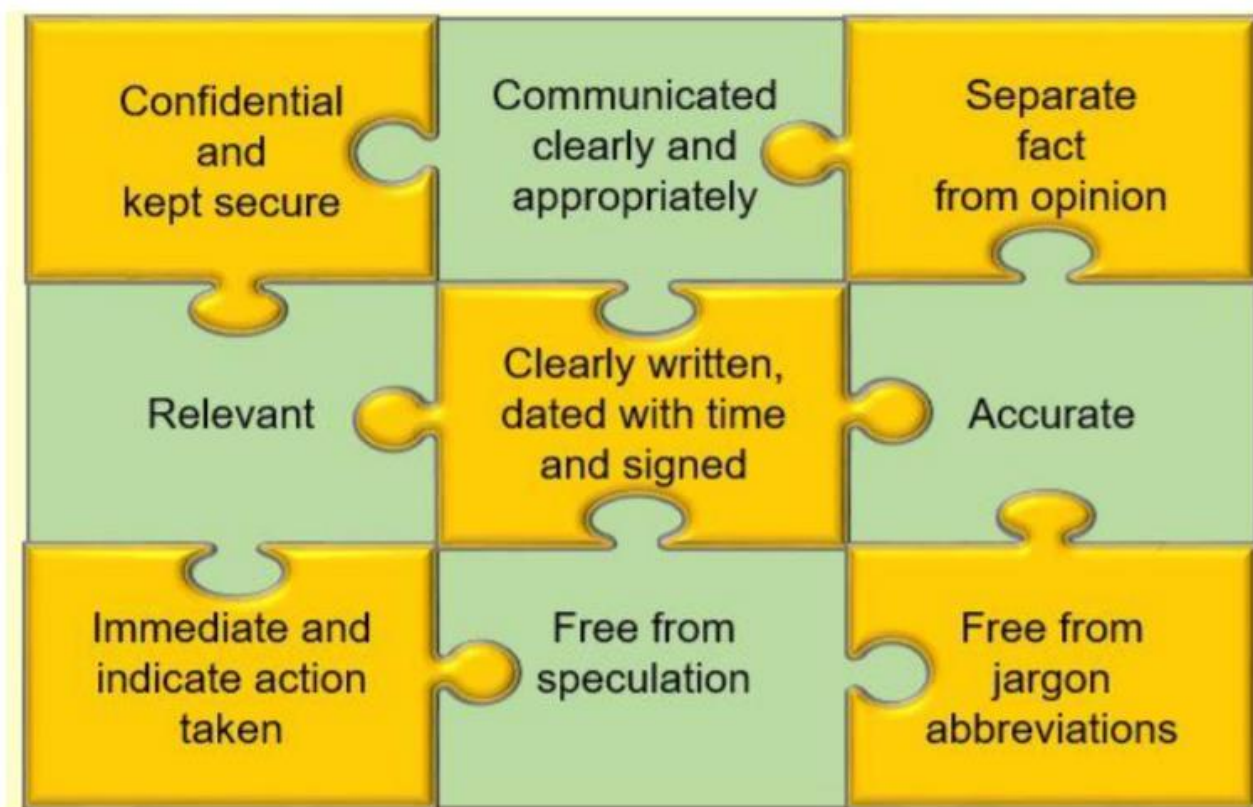 Confidential
and
kept secure
Communicated
clearly and
appropriately
Separate
fact
from opinion
Relevant
Clearly written,
dated with time
and signed
Accurate
Immediate and
indicate action
taken
Free from
speculation
Free from
jargon
abbreviations